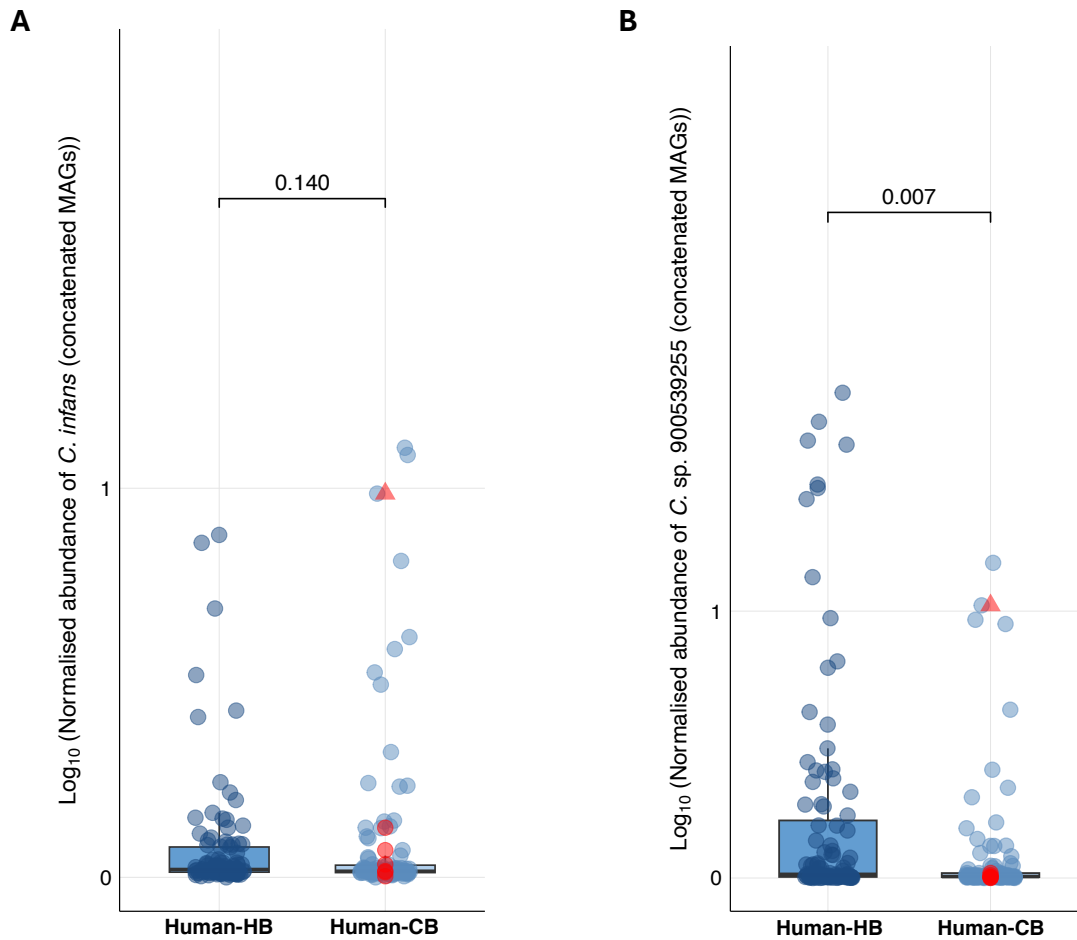 A
Log10 (Normalised abundance of C. infans (concatenated MAGs))
0.140
1
0
Human-HB Human-CB
B
Log10 (Normalised abundance of C. sp. 900539255 (concatenated MAGs))
0.007
1
0
Human-HB Human-CB